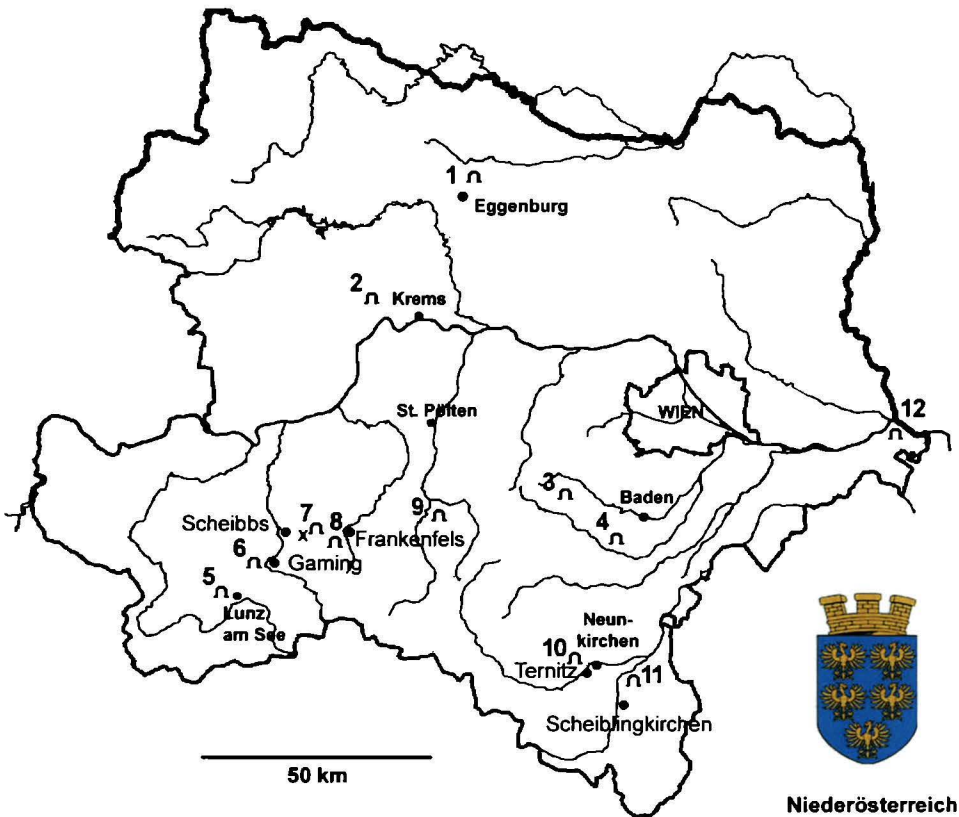 1
Eggenburg
2
Krems
St. Pölten
WIEN
12
3
Baden
4
Scheibbs
7
x
8
9
Frankenfels
6
Gaming
5
Lunz
am See
Neun-
kirchen
10
Ternitz
11
Scheiblingkirchen
50 km
Niederösterreich